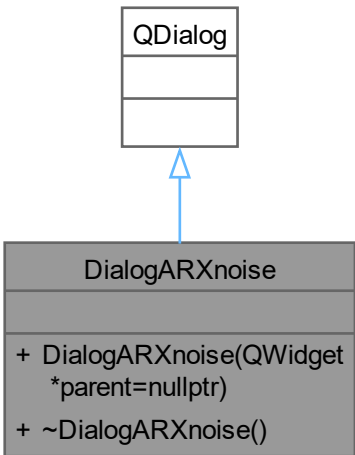 QDialog
DialogARXnoise
+ DialogARXnoise(QWidget
*parent=nullptr)
+ ~DialogARXnoise()